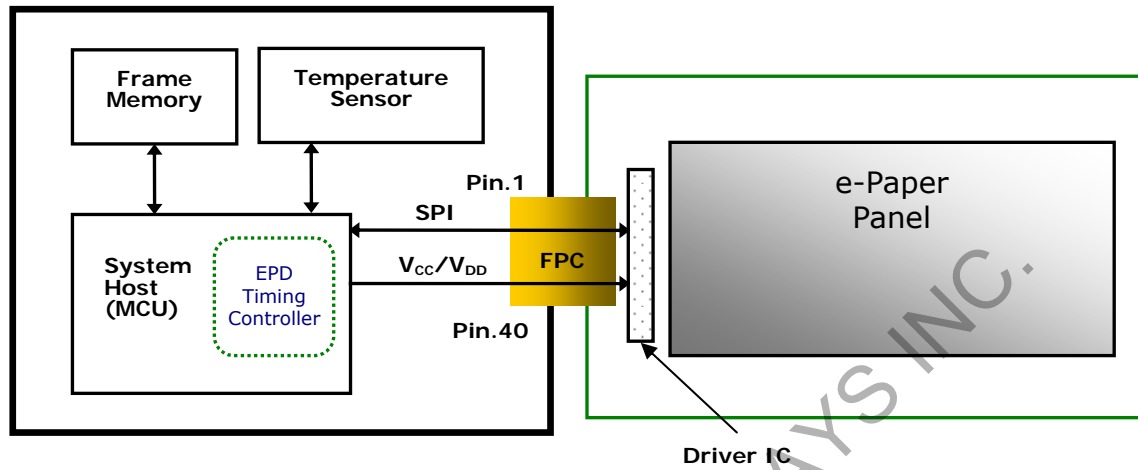 Frame
Memory
Temperature
Sensor
Pin.1
SPI
System
Host
(MCU)
EPD
Timing
Controller
VCC/VDD
FPC
Pin.40
e-Paper
Panel
Driver IC
AYS INC.